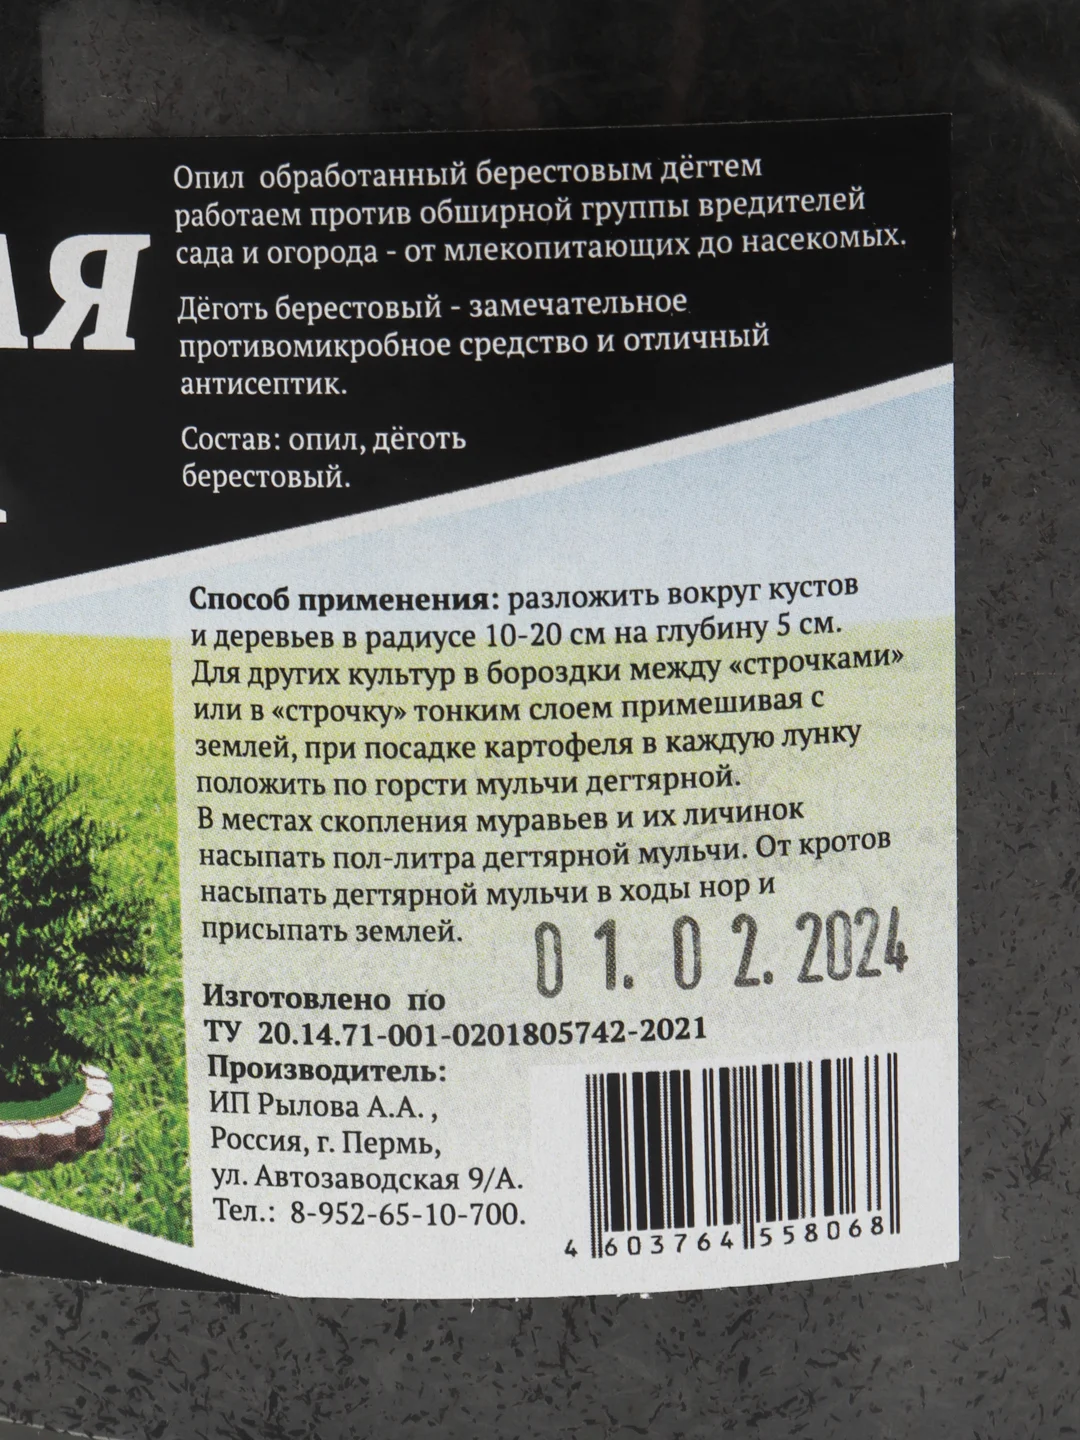 АЯ
Опил обработанный берестовым дёгтем
работаем против обширной группы вредителей
сада и огорода - от млекопитающих до насекомых.
Дёготь берестовый - замечательное
противомикробное средство и отличный
антисептик.
Состав: опил, дёготь
берестовый.
Способ применения: разложить вокруг кустов
и деревьев в радиусе 10-20 см на глубину 5 см.
Для других культур в бороздки между «строчками»
или в «строчку» тонким слоем примешивая с
землей, при посадке картофеля в каждую лунку
положить по горсти мульчи дегтярной.
В местах скопления муравьев и их личинок
насыпать пол-литра дегтярной мульчи. От кротов
насыпать дегтярной мульчи в ходы нор и
присыпать землей.
01.02.2024
Изготовлено по
ТУ 20.14.71-001-0201805742-2021
Производитель:
ИП Рылова А.А. ,
Россия, г. Пермь,
ул. Автозаводская 9/А.
Тел.: 8-952-65-10-700.
4 603764 558068